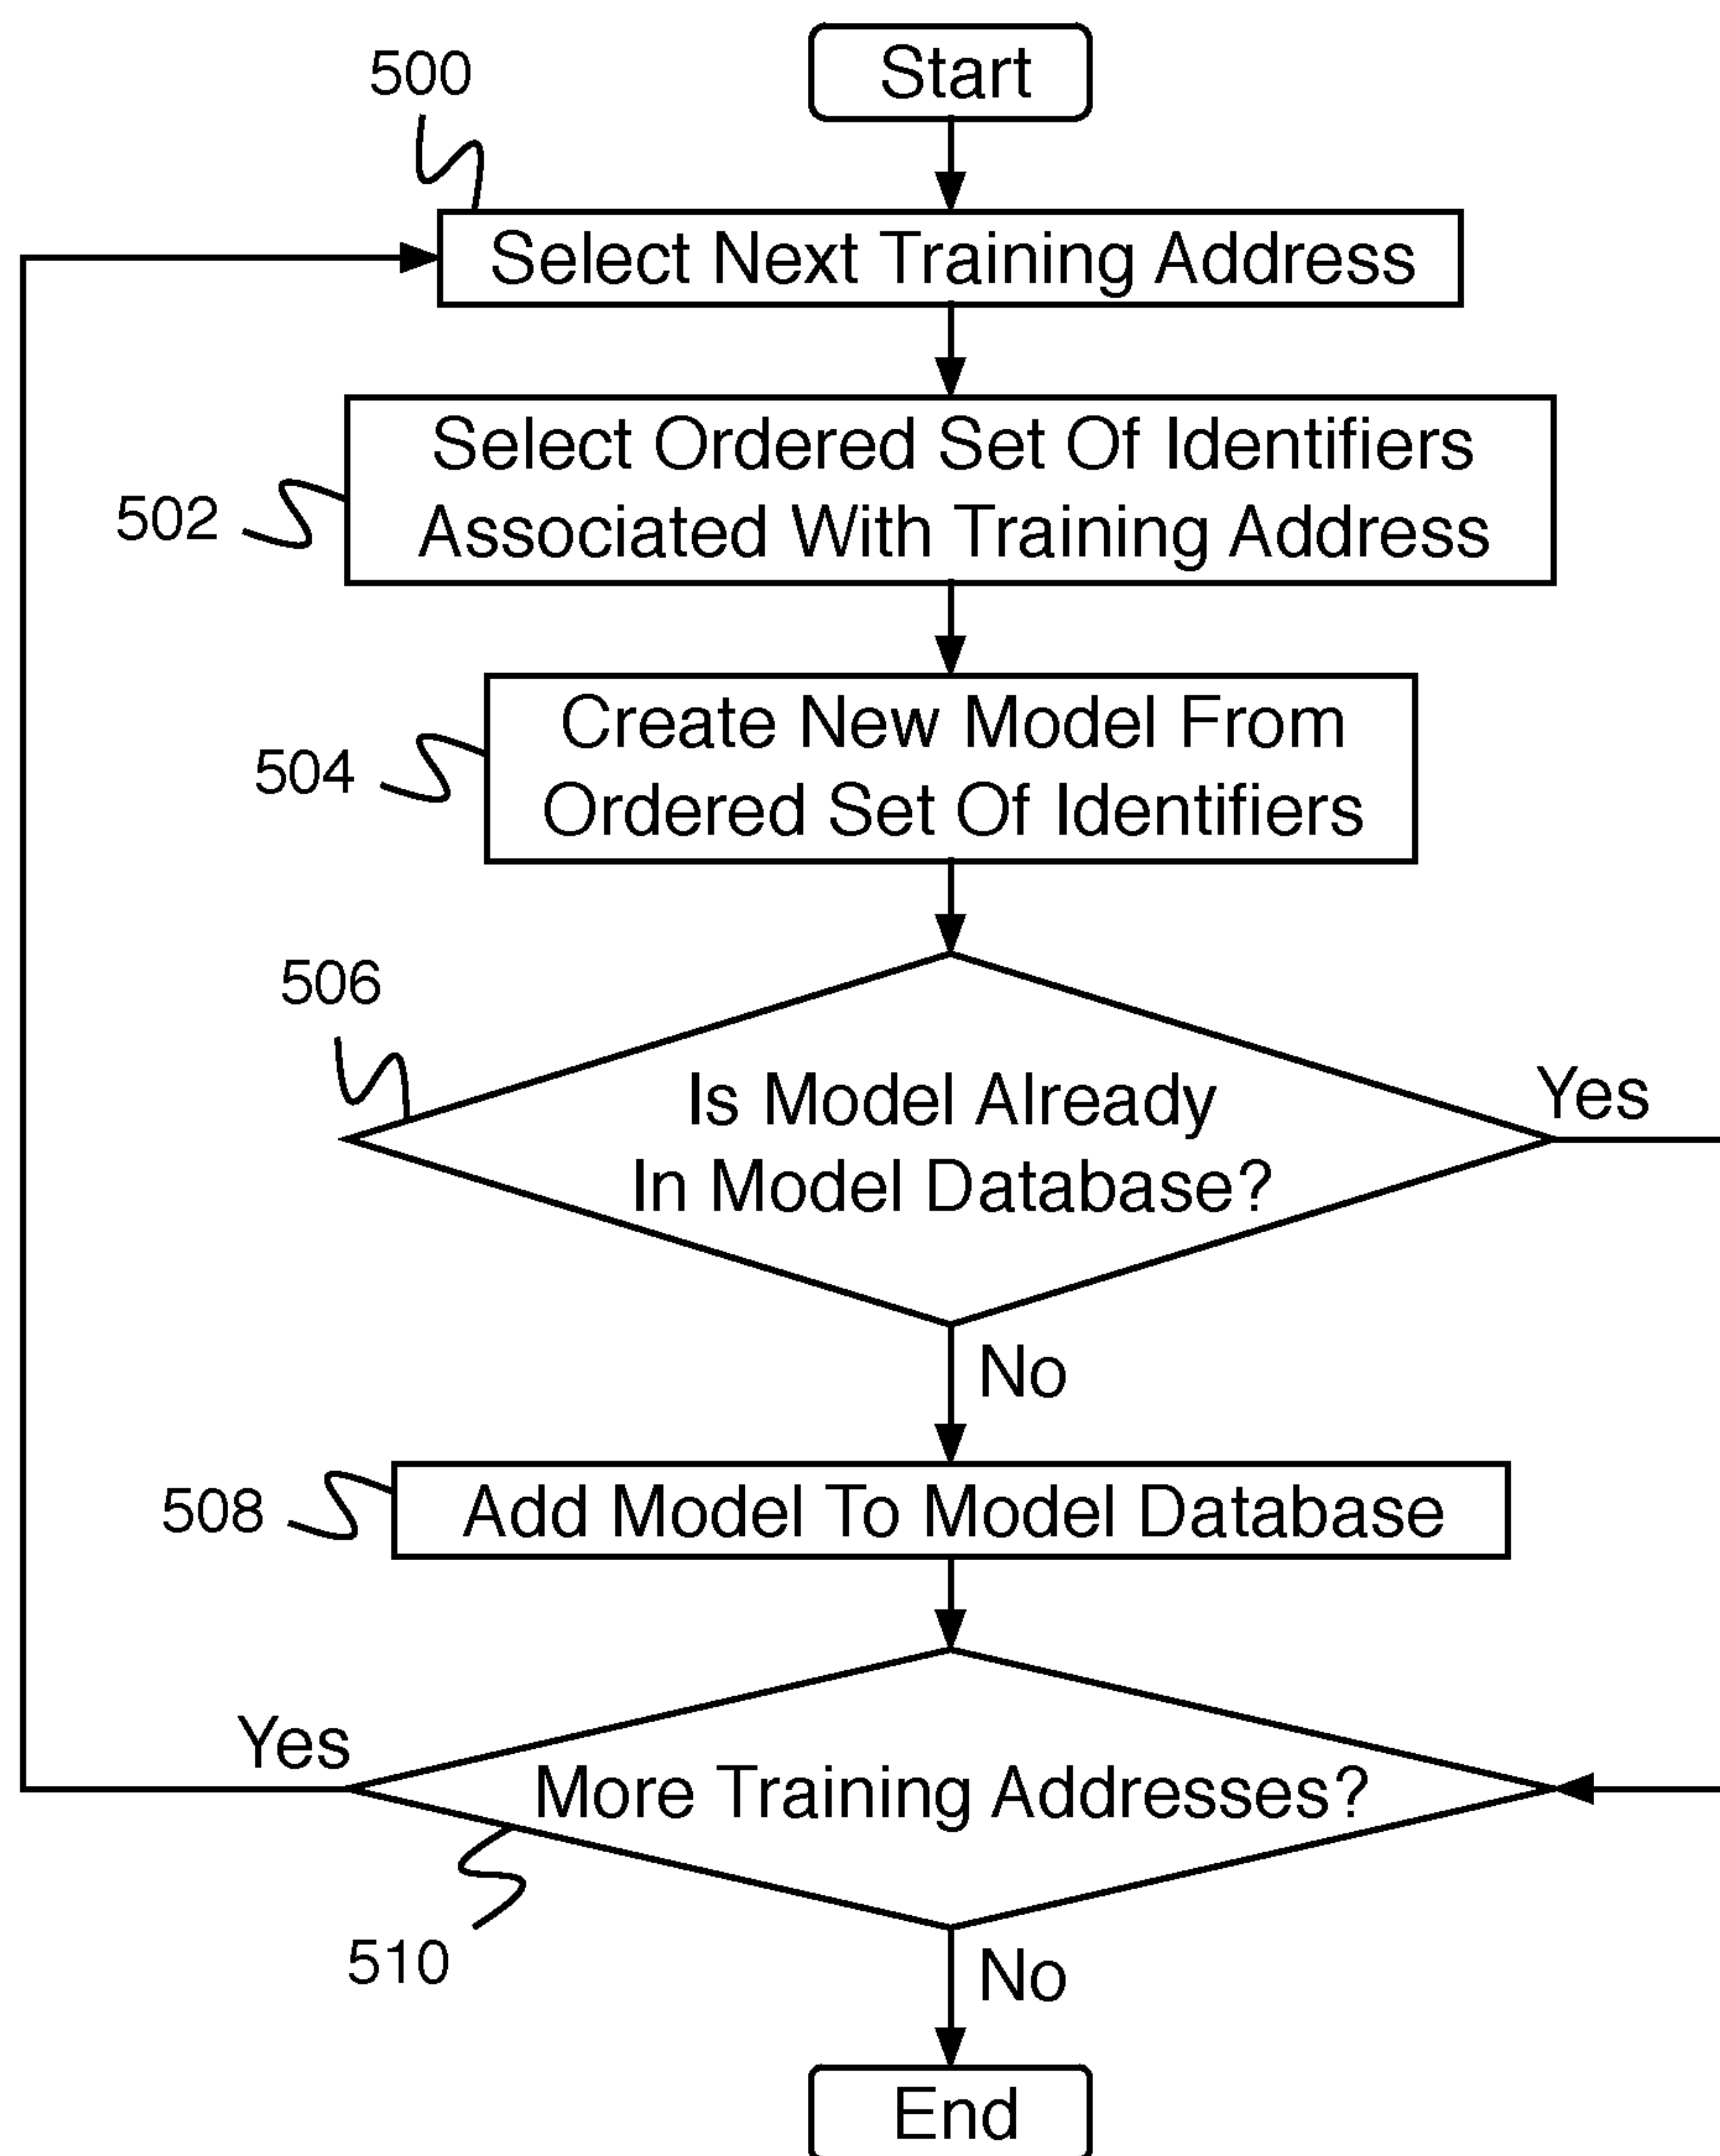 Start
500
Select Next Training Address
Select Ordered Set Of Identifiers
Associated With Training Address
502
Create New Model From
Ordered Set Of Identifiers
504
506
Is Model Already
In Model Database?
Yes
No
508
Add Model To Model Database
Yes
More Training Addresses?
510
No
End